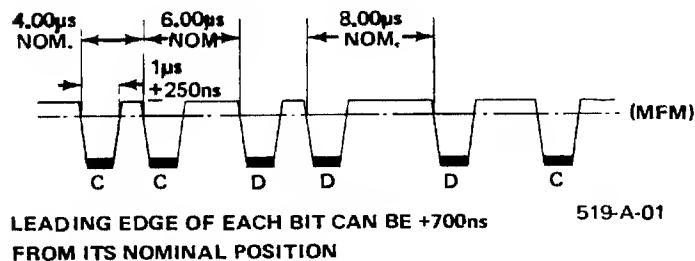 4.00µs 6.00µs 8.00µs
NOM. NOM NOM.
1µs
+250ns
(MFM)
C C D D D C
LEADING EDGE OF EACH BIT CAN BE +700ns 519-A-01
FROM ITS NOMINAL POSITION